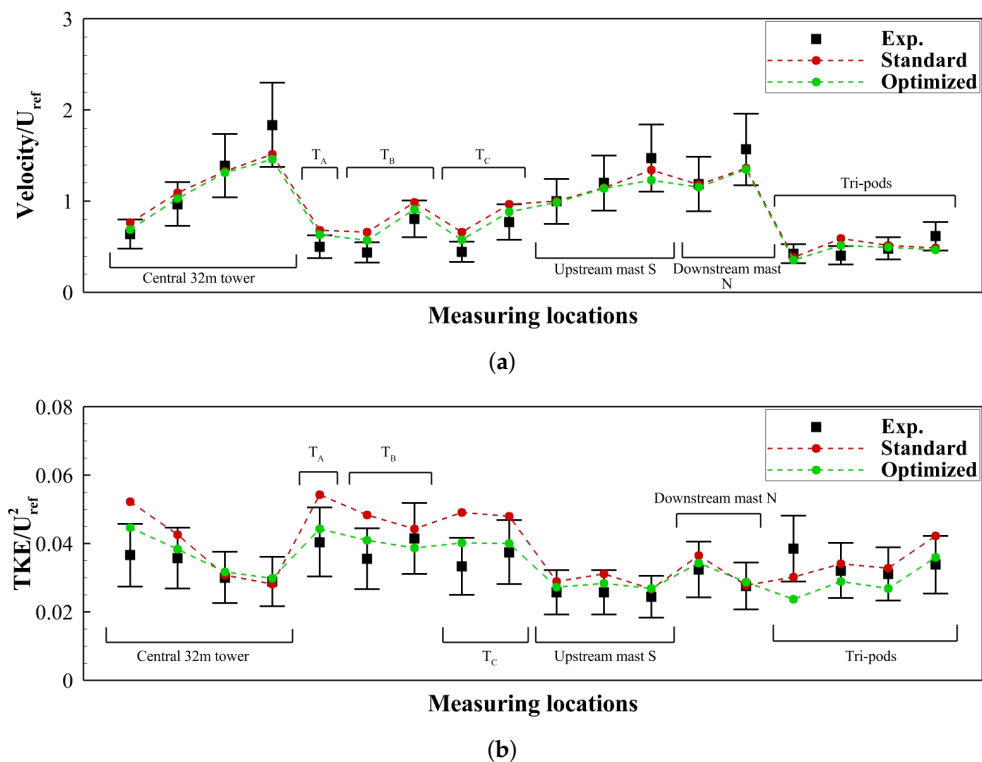 3
2
1
0
Velocity/U_ref
Exp.
Standard
Optimized
T_A
T_B
T_C
Tri-pods
Central 32m tower
Upstream mast S
Downstream mast
N
Measuring locations
(a)
0.08
0.06
0.04
0.02
0
TKE/U²_ref
Exp.
Standard
Optimized
T_A
T_B
Downstream mast N
Central 32m tower
T_C
Upstream mast S
Tri-pods
Measuring locations
(b)